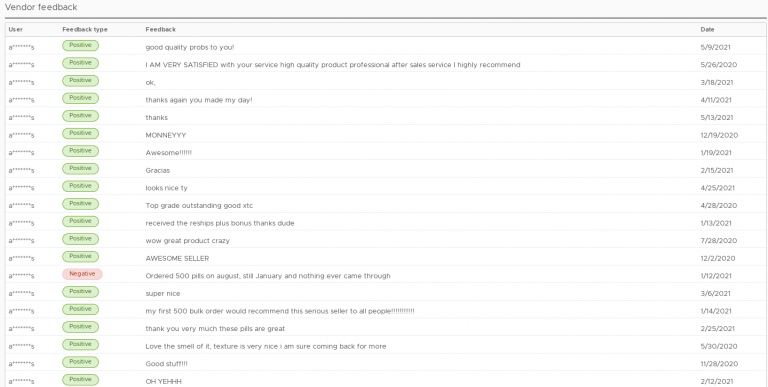 Vendor feedback
User Feedback type Feedback Date
a*******s Positive good quality probs to you! 5/9/2021
a*******s Positive I AM VERY SATISFIED with your service high quality product professional after sales service I highly recommend 5/26/2020
a*******s Positive ok, 3/18/2021
a*******s Positive thanks again you made my day! 4/11/2021
a*******s Positive thanks 5/13/2021
a*******s Positive MONNEYYY 12/19/2020
a*******s Positive Awesome!!!!!! 1/19/2021
a*******s Positive Gracias 2/15/2021
a*******s Positive looks nice ty 4/25/2021
a*******s Positive Top grade outstanding good xtc 4/28/2020
a*******s Positive received the reships plus bonus thanks dude 1/13/2021
a*******s Positive wow great product crazy 7/28/2020
a*******s Positive AWESOME SELLER 12/2/2020
a*******s Negative Ordered 500 pills on august, still January and nothing ever came through 1/12/2021
a*******s Positive super nice 3/6/2021
a*******s Positive my first 500 bulk order would recommend this serious seller to all people!!!!!!!!!!! 1/14/2021
a*******s Positive thank you very much these pills are great 2/25/2021
a*******s Positive Love the smell of it, texture is very nice i am sure coming back for more 5/30/2020
a*******s Positive Good stuff!!! 11/28/2020
a*******s Positive OH YEHHH 2/12/2021